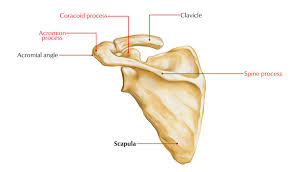 Coracoid process
Clavicle
Acromion
process
Acromial angle
Spine process
Scapula